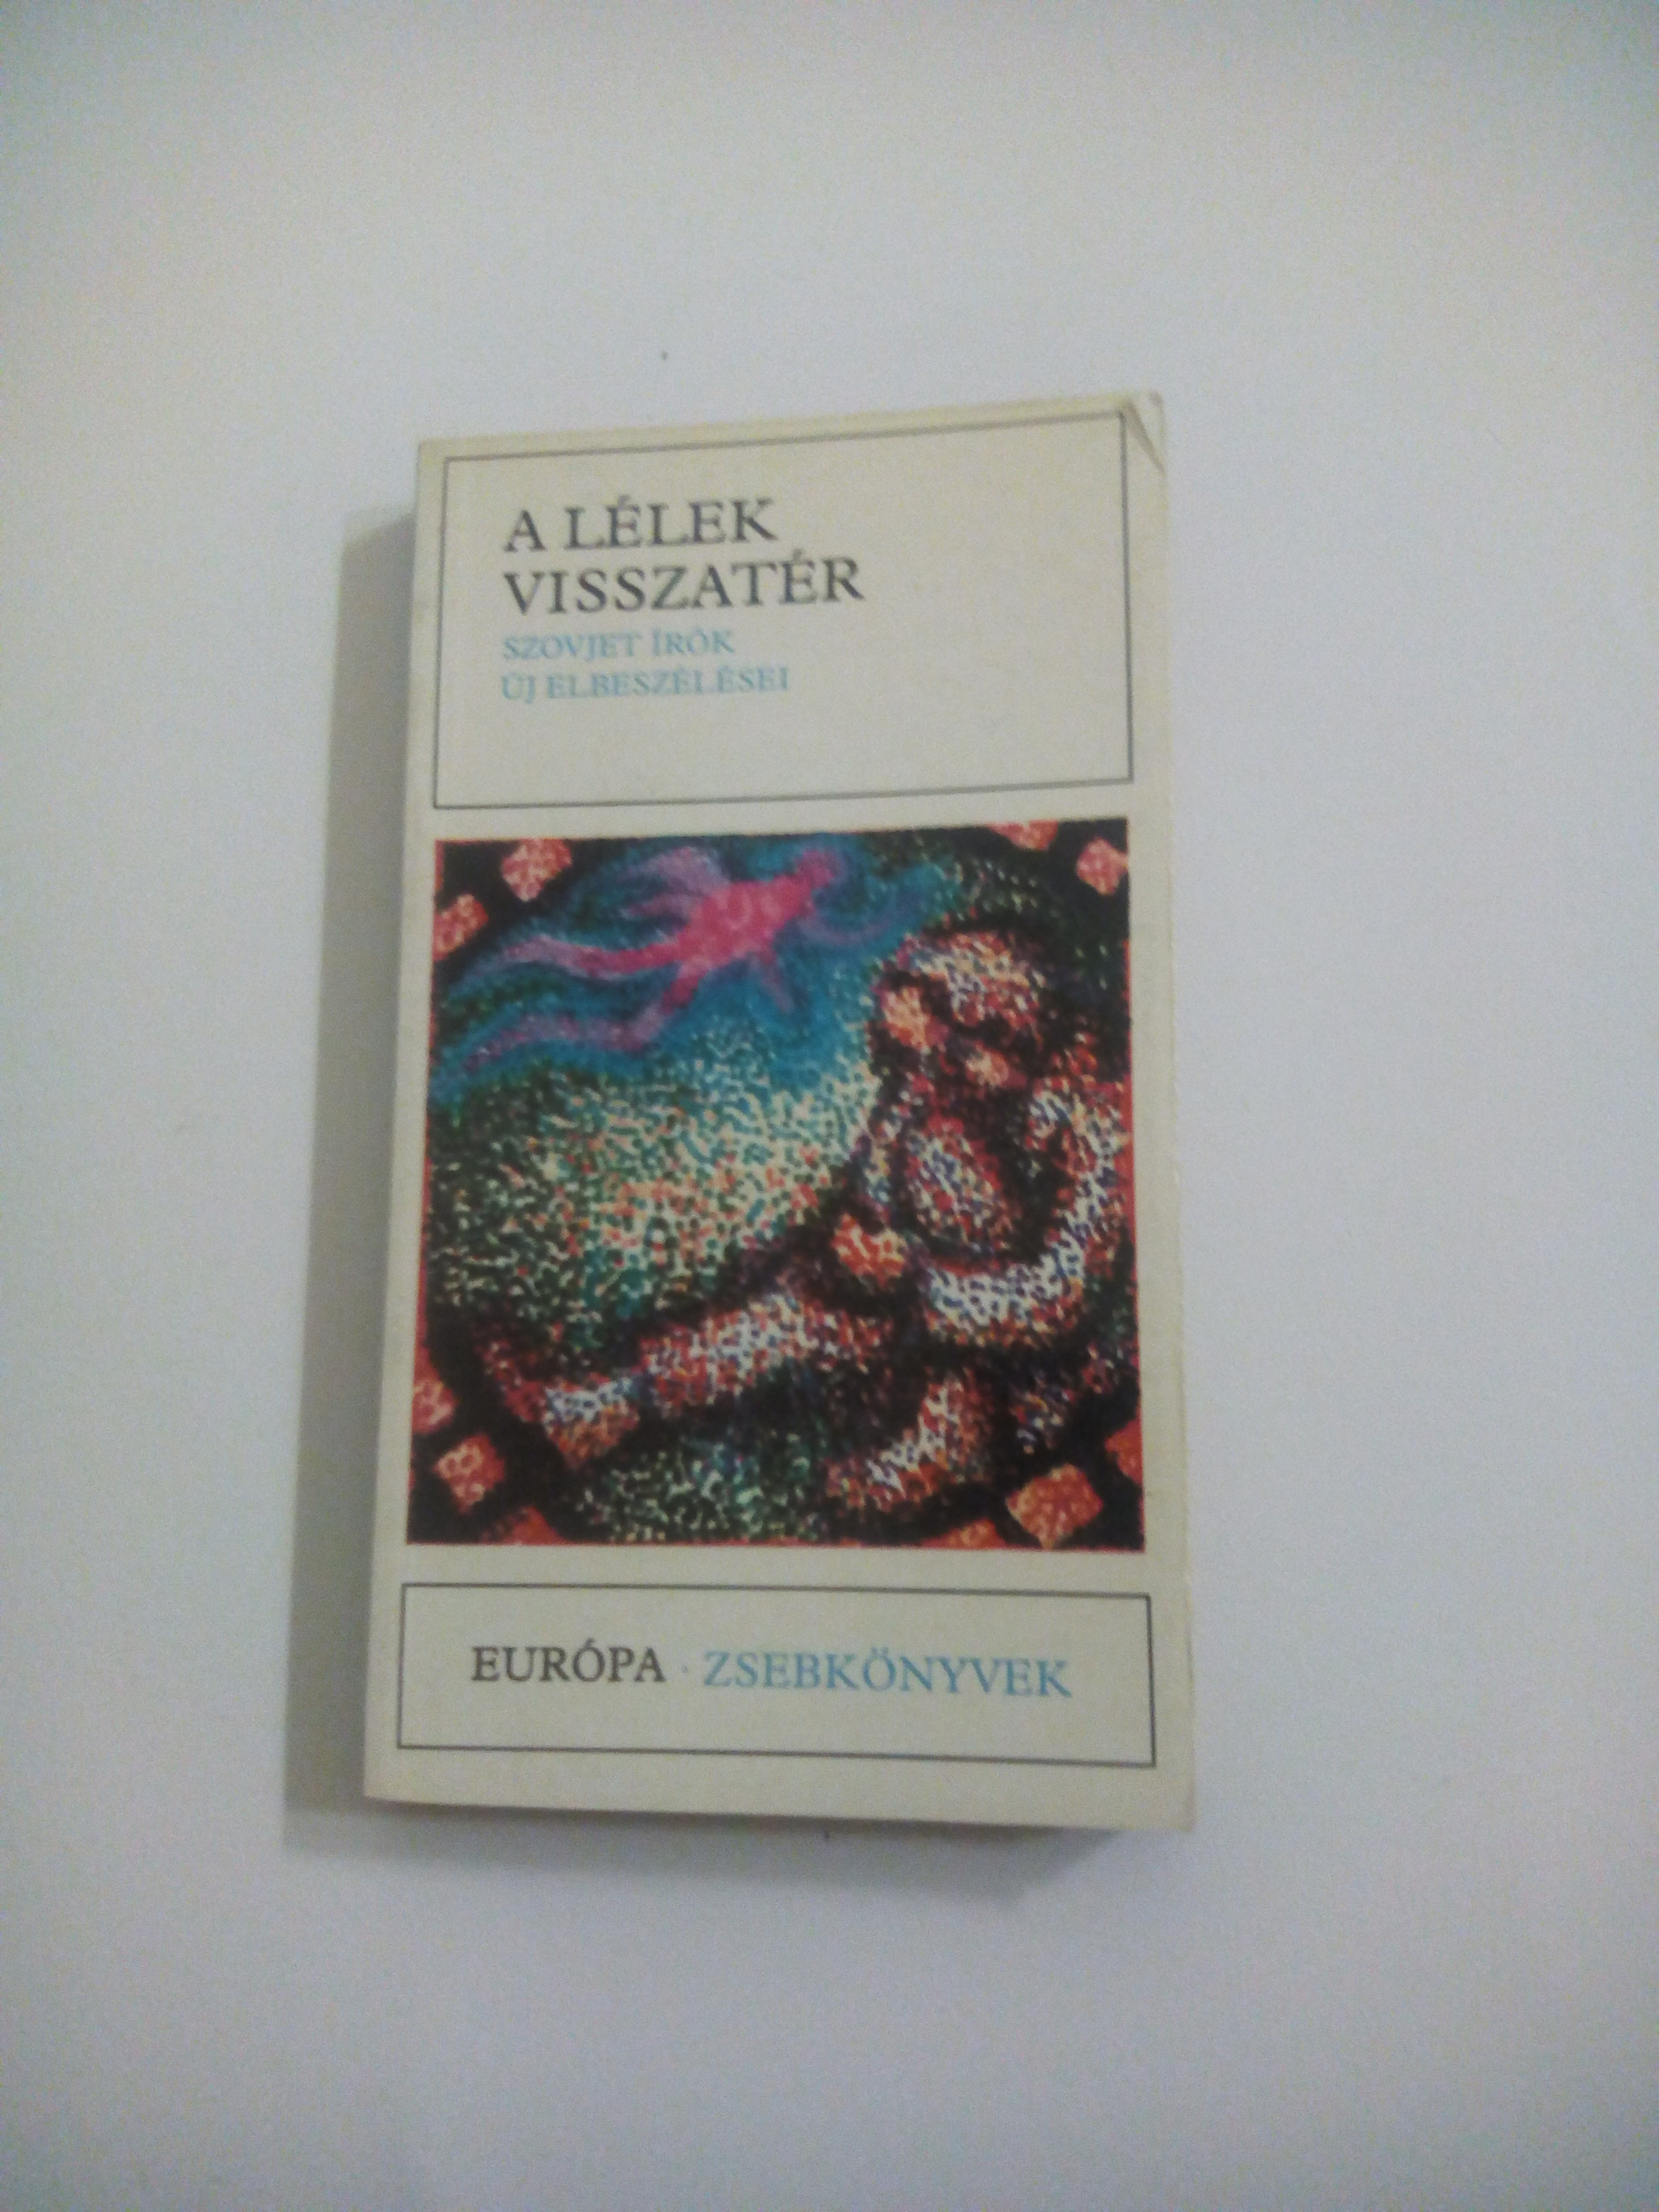 A LÉLEK
VISSZATÉR
SZOVJET ÍRÓK
ÚJ ELBESZÉLÉSEI
EURÓPA · ZSEBKÖNYVEK